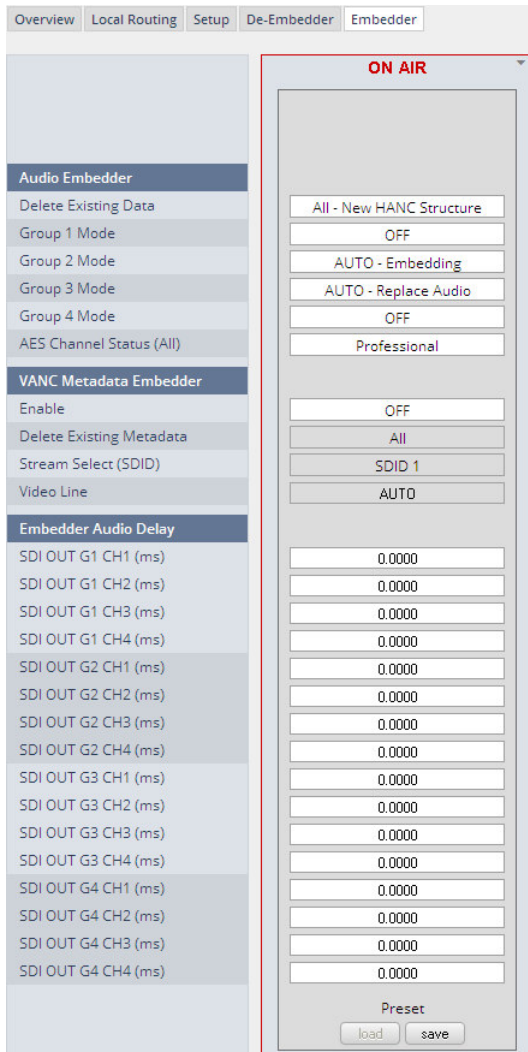 Overview Local Routing Setup De-Embedder Embedder
ON AIR
Audio Embedder
Delete Existing Data All - New HANC Structure
Group 1 Mode OFF
Group 2 Mode AUTO - Embedding
Group 3 Mode AUTO - Replace Audio
Group 4 Mode OFF
AES Channel Status (All) Professional
VANC Metadata Embedder
Enable OFF
Delete Existing Metadata All
Stream Select (SDID) SDID 1
Video Line AUTO
Embedder Audio Delay
SDI OUT G1 CH1 (ms) 0.0000
SDI OUT G1 CH2 (ms) 0.0000
SDI OUT G1 CH3 (ms) 0.0000
SDI OUT G1 CH4 (ms) 0.0000
SDI OUT G2 CH1 (ms) 0.0000
SDI OUT G2 CH2 (ms) 0.0000
SDI OUT G2 CH3 (ms) 0.0000
SDI OUT G2 CH4 (ms) 0.0000
SDI OUT G3 CH1 (ms) 0.0000
SDI OUT G3 CH2 (ms) 0.0000
SDI OUT G3 CH3 (ms) 0.0000
SDI OUT G3 CH4 (ms) 0.0000
SDI OUT G4 CH1 (ms) 0.0000
SDI OUT G4 CH2 (ms) 0.0000
SDI OUT G4 CH3 (ms) 0.0000
SDI OUT G4 CH4 (ms) 0.0000
Preset
load save